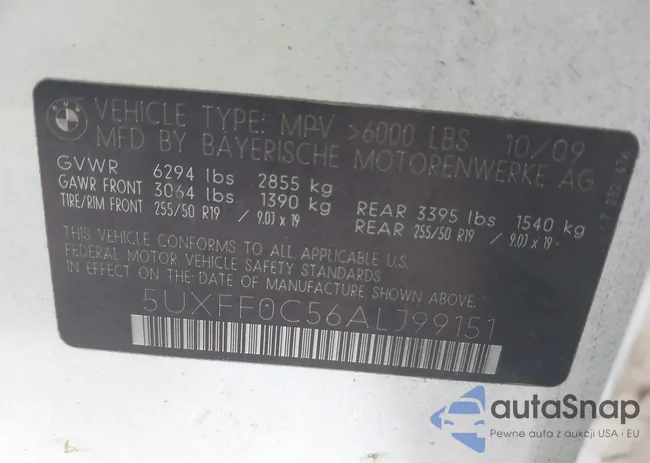 VEHICLE TYPE: MPV >6000 LBS 10/09
MFD BY BAYERISCHE MOTORENWERKE AG
GVWR 6294 lbs 2855 kg
GAWR FRONT 3064 lbs 1390 kg REAR 3395 lbs 1540 kg
TIRE/RIM FRONT 255/50 R19 / 9.0J x 19 REAR 255/50 R19 / 9.0J x 19
THIS VEHICLE CONFORMS TO ALL APPLICABLE U.S.
FEDERAL MOTOR VEHICLE SAFETY STANDARDS
IN EFFECT ON THE DATE OF MANUFACTURE SHOWN ABOVE.
5UXFF0C56ALJ99151
BMW
autoSnap
Pewne auta z aukcji USA i EU